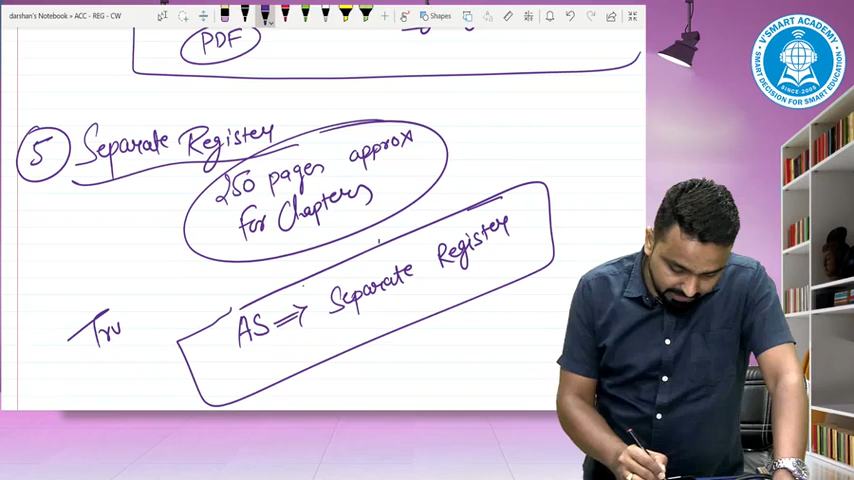 darshan's Notebook » ACC - REG - CW
Shapes
PDF
5 Separate Register
250 pages approx
for Chapters
AS ⇒ Separate Register
Tru
V'SMART ACADEMY
SINCE-2005
SMART DECISION FOR SMART EDUCATION